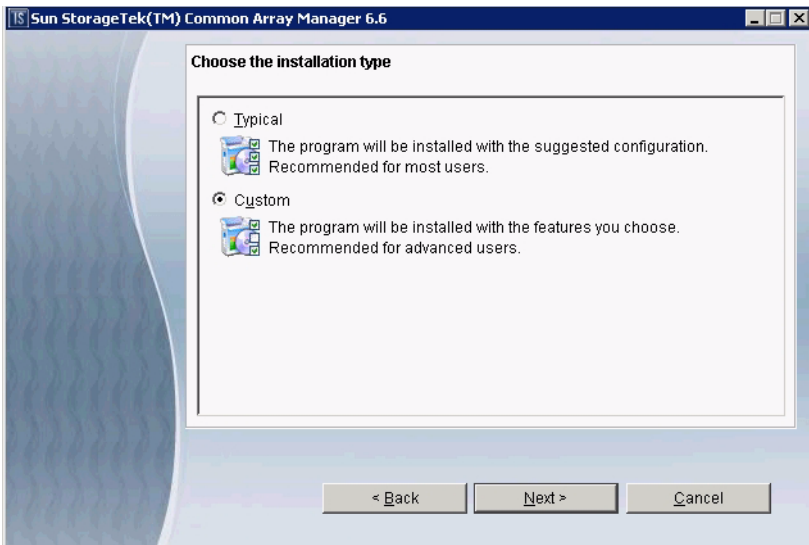 IS Sun StorageTek(TM) Common Array Manager 6.6
Choose the installation type
Typical
The program will be installed with the suggested configuration.
Recommended for most users.
Custom
The program will be installed with the features you choose.
Recommended for advanced users.
< Back
Next >
Cancel